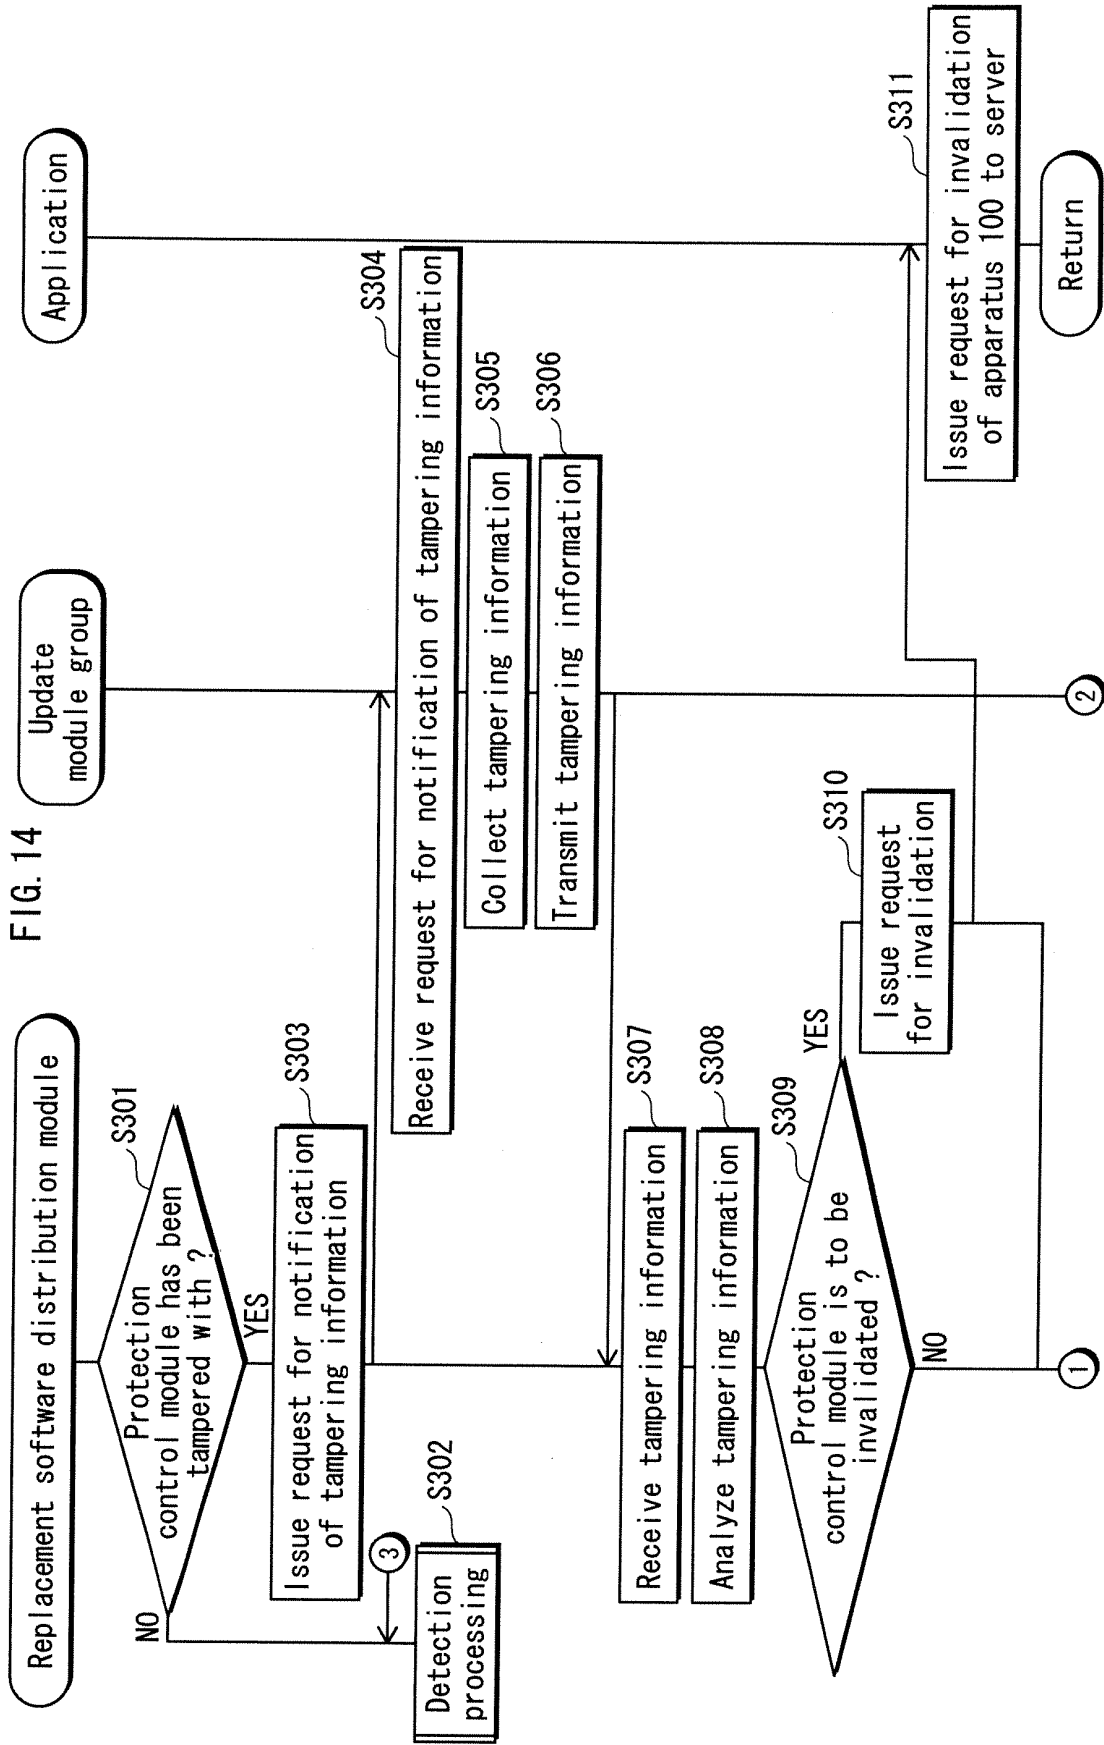 FIG. 14
Replacement software distribution module
Update
module group
Application
Protection
control module has been
tampered with ?
S301
NO
YES
3
Detection
processing
S302
Issue request for notification
of tampering information
S303
Receive request for notification of tampering information
S304
Collect tampering information
S305
Transmit tampering information
S306
Receive tampering information
S307
Analyze tampering information
S308
Protection
control module is to be
invalidated ?
S309
YES
NO
Issue request
for invalidation
S310
Issue request for invalidation
of apparatus 100 to server
S311
Return
1
2